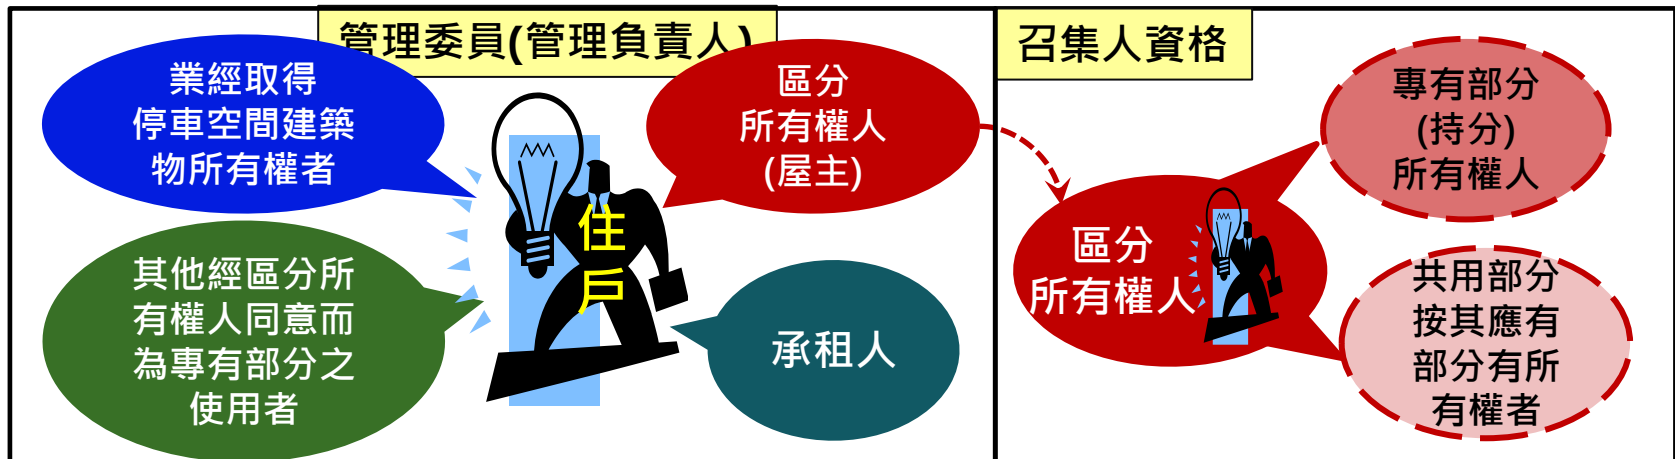 管理委員(管理負責人)
業經取得
停車空間建築
物所有權者
區分
所有權人
(屋主)
住
戶
其他經區分所
有權人同意而
為專有部分之
使用者
承租人
召集人資格
區分
所有權人
專有部分
(持分)
所有權人
共用部分
按其應有
部分有所
有權者